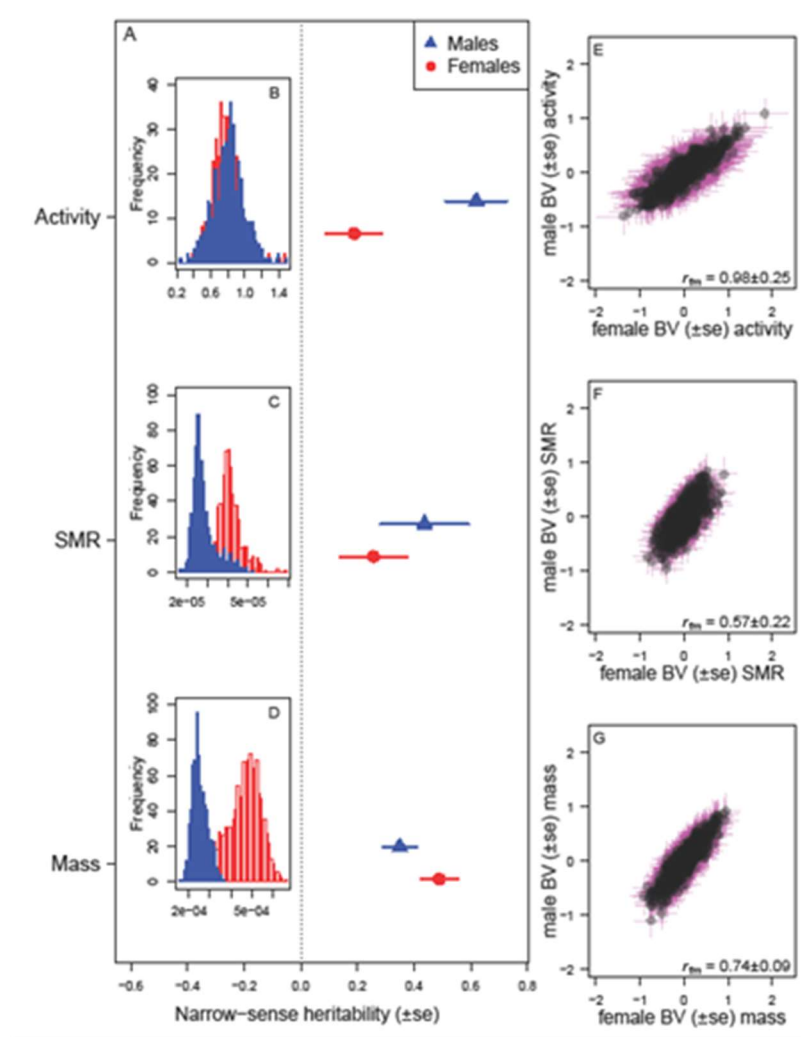 A
Males
Females
Activity
SMR
Mass
B
Frequency
0 10 20 30 40
0.2 0.6 1.0 1.4
C
Frequency
0 20 40 60 80 100
2e-05 5e-05
D
Frequency
0 20 40 60 80 100
2e-04 5e-04
-0.6 -0.4 -0.2 0.0 0.2 0.4 0.6 0.8
Narrow-sense heritability (±se)
E
male BV (±se) activity
-2 -1 0 1 2
r_fm = 0.98±0.25
-2 -1 0 1 2
female BV (±se) activity
F
male BV (±se) SMR
-2 -1 0 1 2
r_fm = 0.57±0.22
-2 -1 0 1 2
female BV (±se) SMR
G
male BV (±se) mass
-2 -1 0 1 2
r_fm = 0.74±0.09
-2 -1 0 1 2
female BV (±se) mass